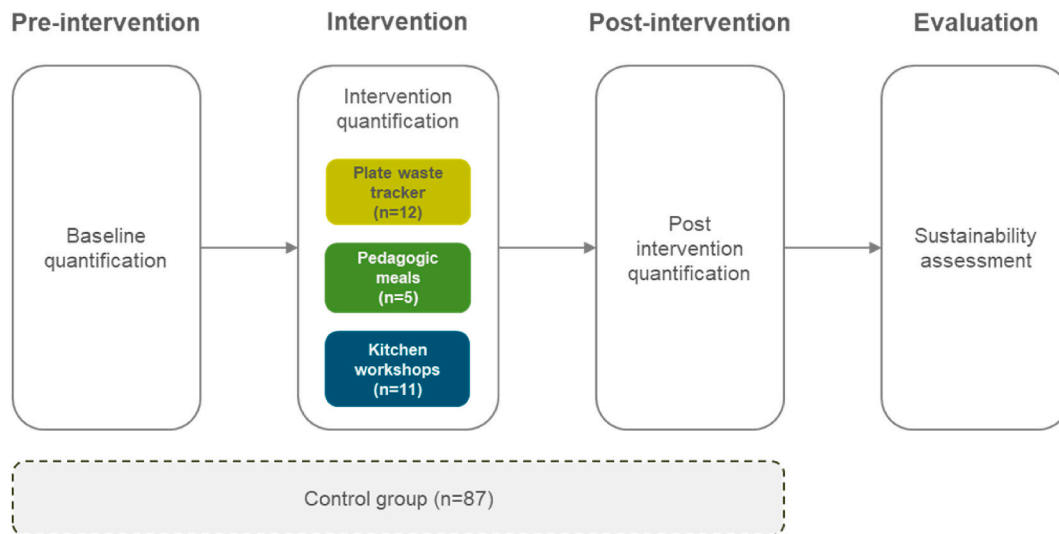 Pre-intervention
Intervention
Post-intervention
Evaluation
Baseline
quantification
Intervention
quantification
Plate waste
tracker
(n=12)
Pedagogic
meals
(n=5)
Kitchen
workshops
(n=11)
Post
intervention
quantification
Sustainability
assessment
Control group (n=87)